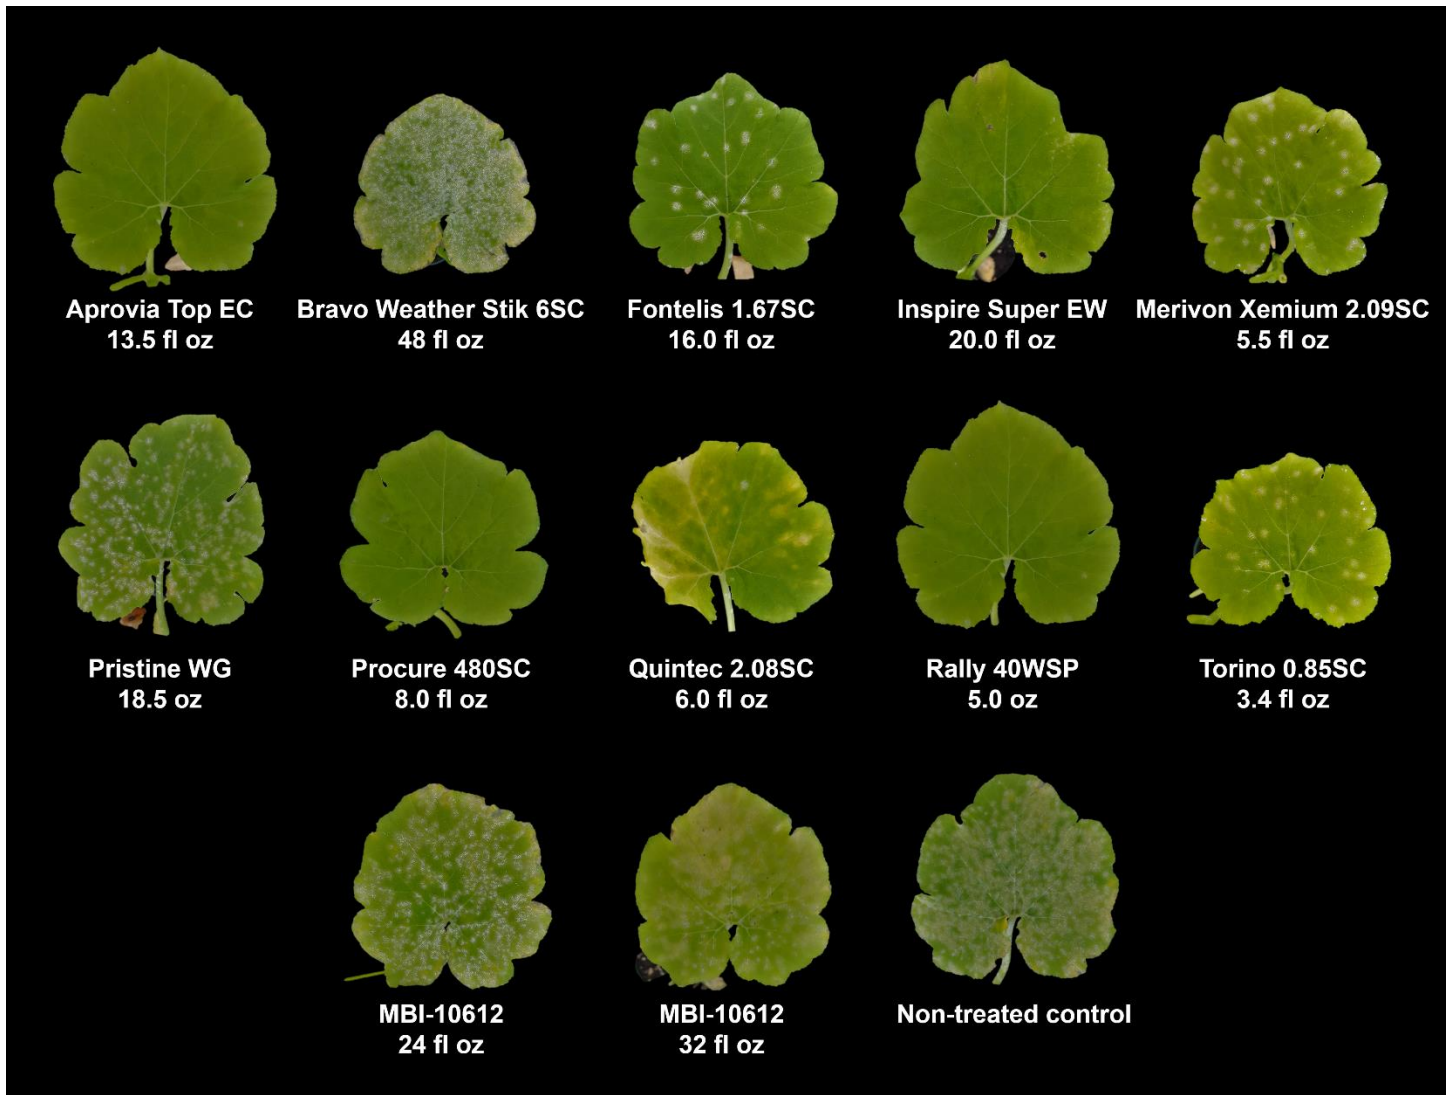 Aprovia Top EC
13.5 fl oz
Bravo Weather Stik 6SC
48 fl oz
Fontelis 1.67SC
16.0 fl oz
Inspire Super EW
20.0 fl oz
Merivon Xemium 2.09SC
5.5 fl oz
Pristine WG
18.5 oz
Procure 480SC
8.0 fl oz
Quintec 2.08SC
6.0 fl oz
Rally 40WSP
5.0 oz
Torino 0.85SC
3.4 fl oz
MBI-10612
24 fl oz
MBI-10612
32 fl oz
Non-treated control